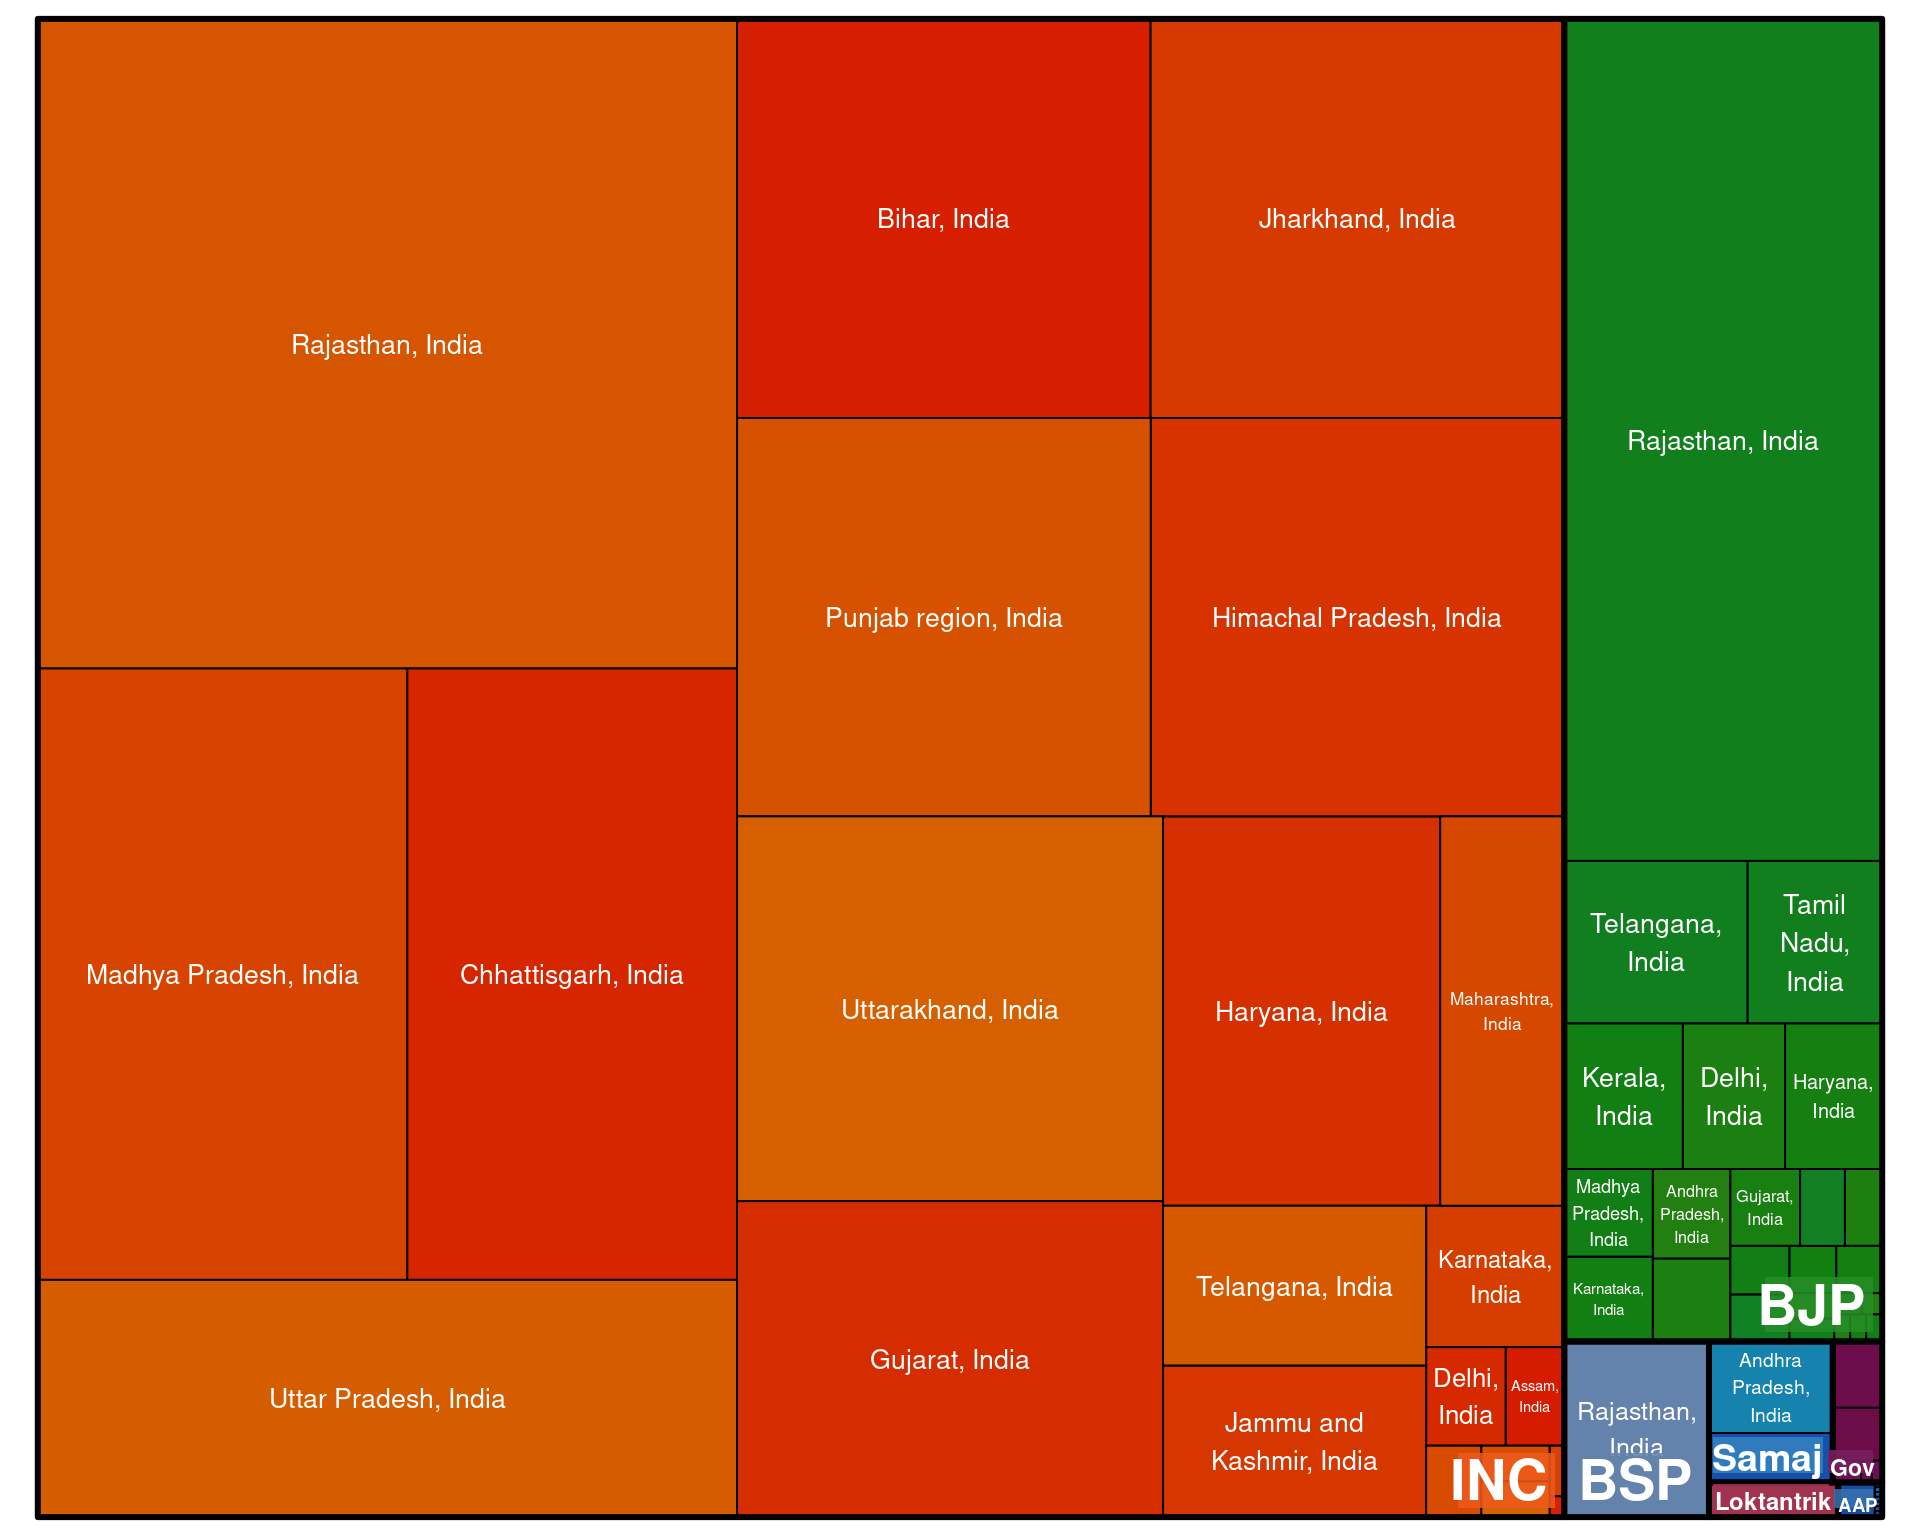 Rajasthan, India
Bihar, India
Jharkhand, India
Punjab region, India
Himachal Pradesh, India
Madhya Pradesh, India
Chhattisgarh, India
Uttar Pradesh, India
Uttarakhand, India
Haryana, India
Maharashtra,
India
Gujarat, India
Telangana, India
Karnataka,
India
Jammu and
Kashmir, India
Delhi,
India
Assam,
India
INC
Rajasthan, India
Telangana,
India
Tamil
Nadu,
India
Kerala,
India
Delhi,
India
Haryana,
India
Madhya
Pradesh,
India
Andhra
Pradesh,
India
Gujarat,
India
Karnataka,
India
BJP
Rajasthan,
India
BSP
Andhra
Pradesh,
India
Samaj
Gov
Loktantrik
AAP